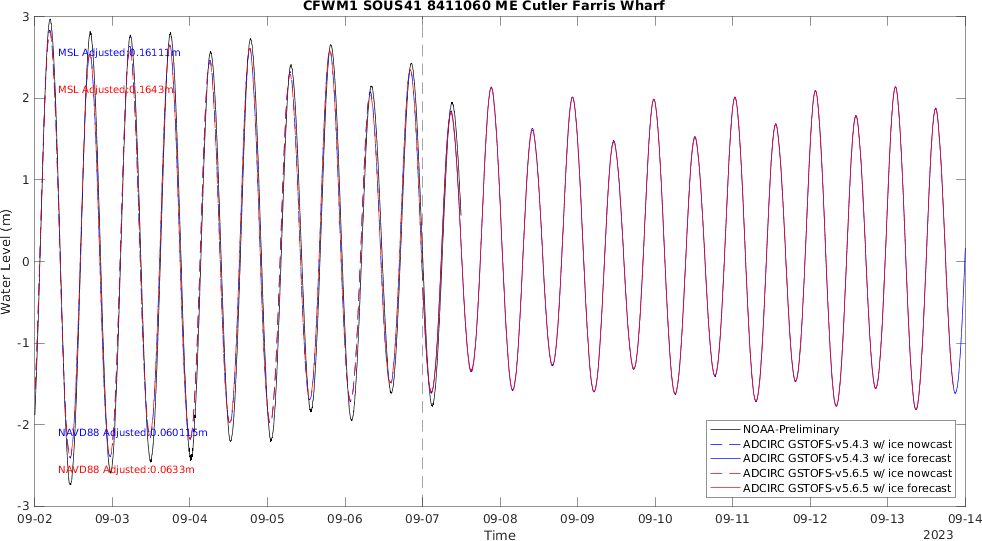 CFWM1 SOUS41 8411060 ME Cutler Farris Wharf
3
2
1
0
-1
-2
-3
Water Level (m)
MSL Adjusted:0.16111m
MSL Adjusted:0.1643m
NAVD88 Adjusted:0.060115m
NAVD88 Adjusted:0.0633m
NOAA-Preliminary
ADCIRC GSTOFS-v5.4.3 w/ ice nowcast
ADCIRC GSTOFS-v5.4.3 w/ ice forecast
ADCIRC GSTOFS-v5.6.5 w/ ice nowcast
ADCIRC GSTOFS-v5.6.5 w/ ice forecast
09-02 09-03 09-04 09-05 09-06 09-07 09-08 09-09 09-10 09-11 09-12 09-13 09-14
Time
2023